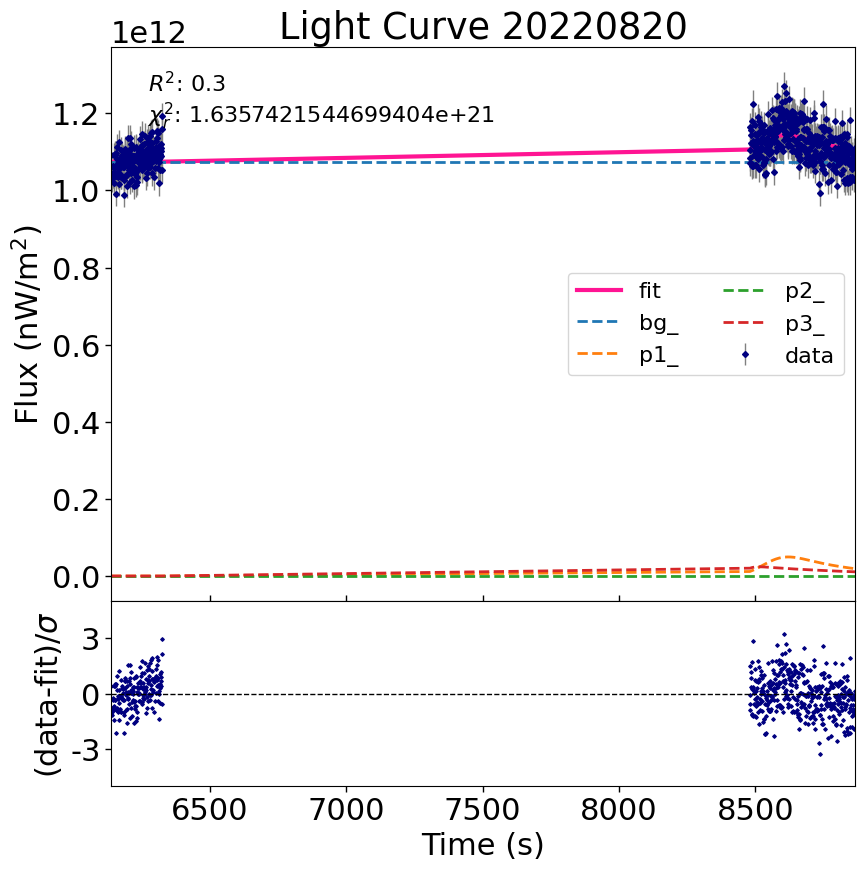 Light Curve 20220820
1e12
R²: 0.3
χ²ᵣ: 1.6357421544699404e+21
1.2
1.0
0.8
0.6
0.4
0.2
0.0
Flux (nW/m²)
fit
bg_
p1_
p2_
p3_
data
3
0
-3
(data-fit)/σ
6500 7000 7500 8000 8500
Time (s)